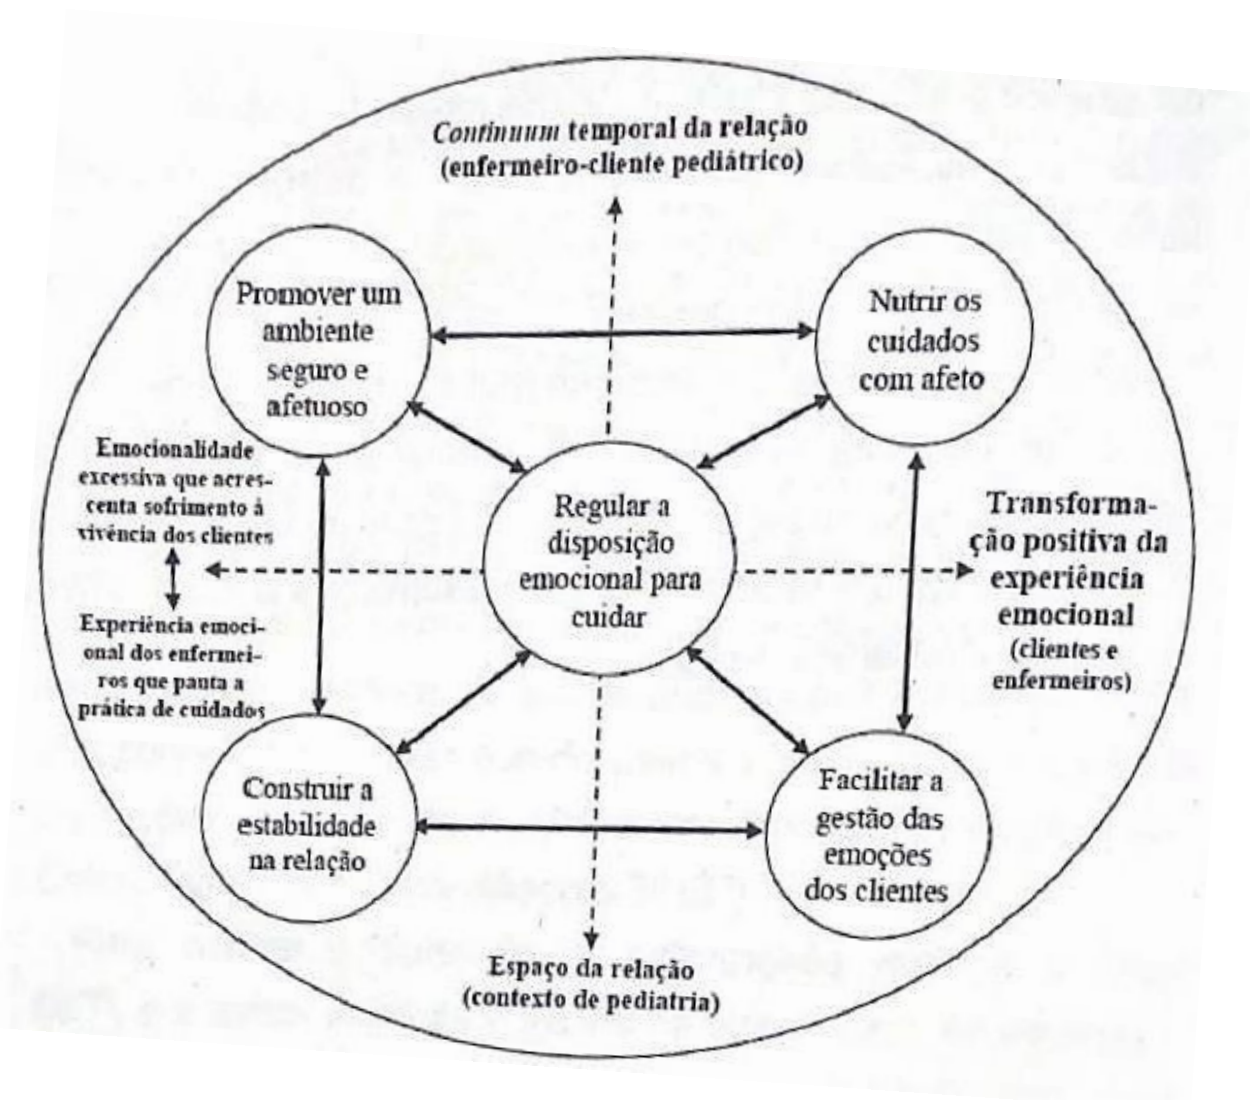 Continuum temporal da relação
(enfermeiro-cliente pediátrico)
Promover um
ambiente
seguro e
afetuoso
Nutrir os
cuidados
com afeto
Emocionalidade
excessiva que acres-
centa sofrimento à
vivência dos clientes
Experiência emoci-
onal dos enfermei-
ros que pauta a
prática de cuidados
Regular a
disposição
emocional para
cuidar
Transforma-
ção positiva da
experiência
emocional
(clientes e
enfermeiros)
Construir a
estabilidade
na relação
Facilitar a
gestão das
emoções
dos clientes
Espaço da relação
(contexto de pediatria)